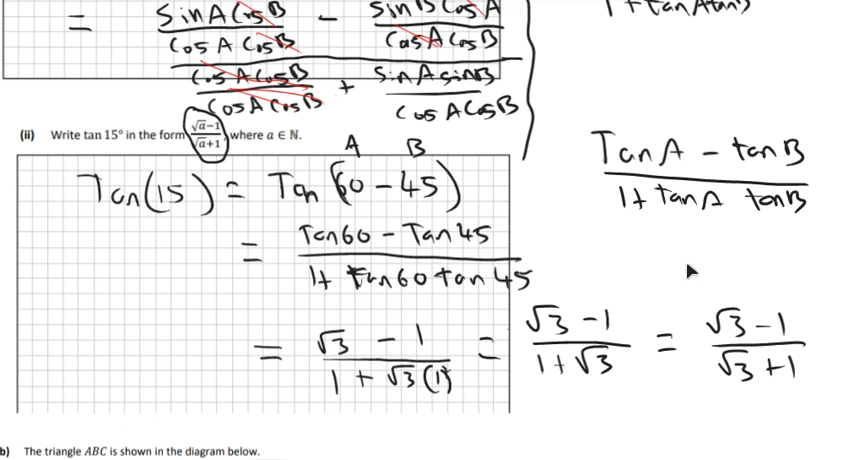 = (SinA CosB / CosA CosB - SinB CosA / CosA CosB) / (CosA CosB / CosA CosB + SinA sinB / CosA CosB)
1 + tanA tanB
(ii) Write tan 15° in the form (√a−1)/(√a+1), where a ∈ ℕ.
A B
Tan(15) = Tan(60 - 45)
TanA - tanB / 1 + tanA tanB
= Tan60 - Tan45 / 1 + tan60 tan45
= √3 - 1 / 1 + √3(1) = √3 - 1 / 1 + √3 = √3 - 1 / √3 + 1
b) The triangle ABC is shown in the diagram below.